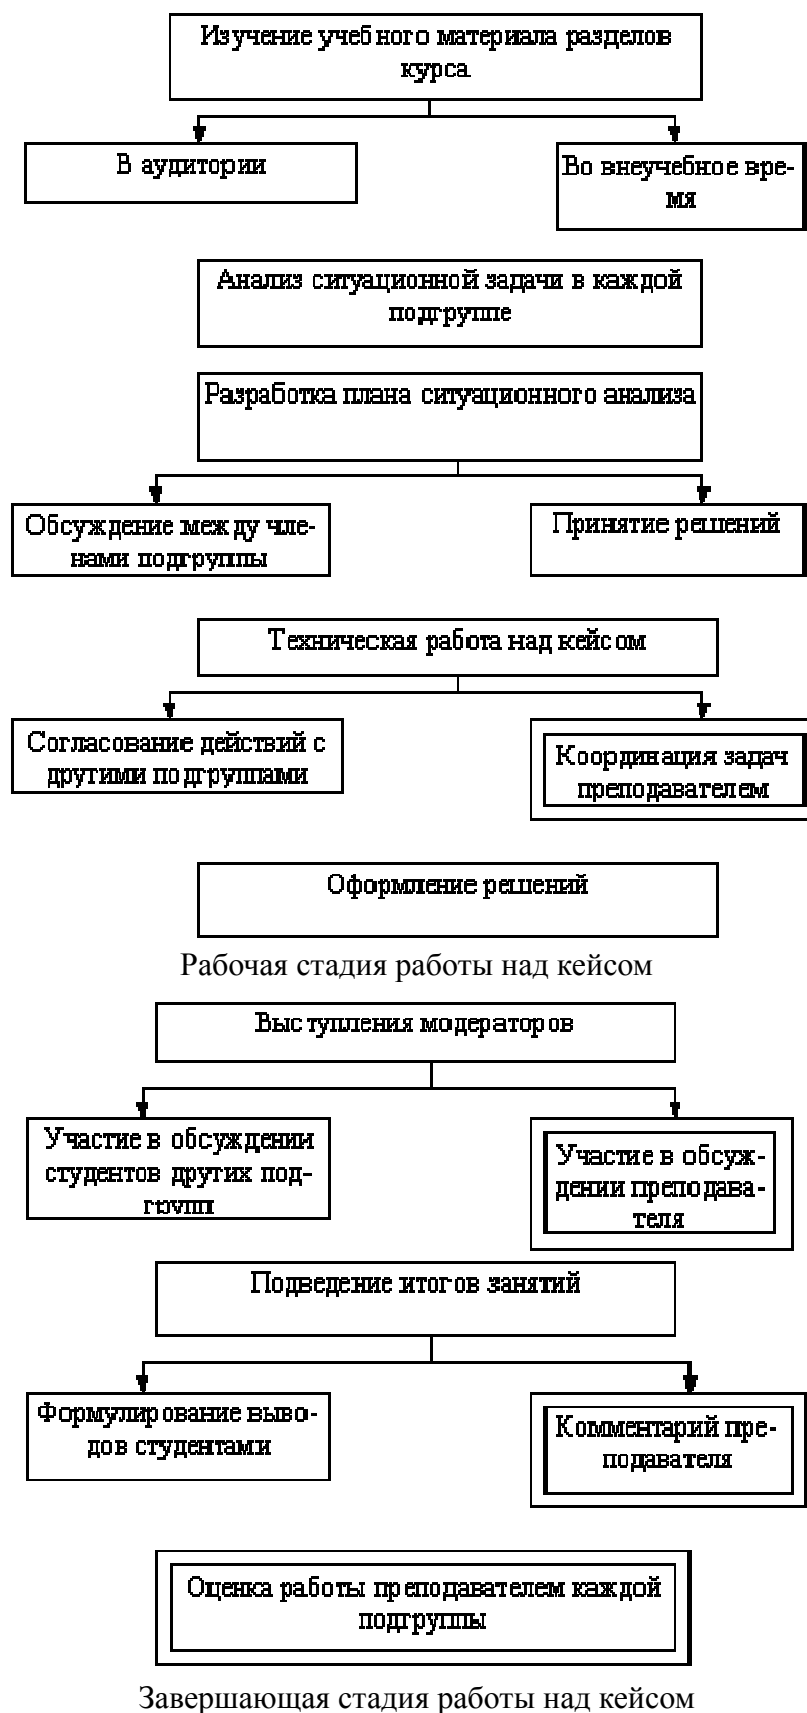 Изучение учебного материала разделов
курса
В аудитории
Во внеучебное вре-
мя
Анализ ситуационной задачи в каждой
подгруппе
Разработка плана ситуационного анализа
Обсуждение между чле-
нами подгруппы
Принятие решений
Техническая работа над кейсом
Согласование действий с
другими подгруппами
Координация задач
преподавателем
Оформление решений
Рабочая стадия работы над кейсом
Выступления модераторов
Участие в обсуждении
студентов других под-
групп
Участие в обсуж-
дении преподава-
теля
Подведение итогов занятий
Формулирование выво-
дов студентами
Комментарий пре-
подавателя
Оценка работы преподавателем каждой
подгруппы
Завершающая стадия работы над кейсом